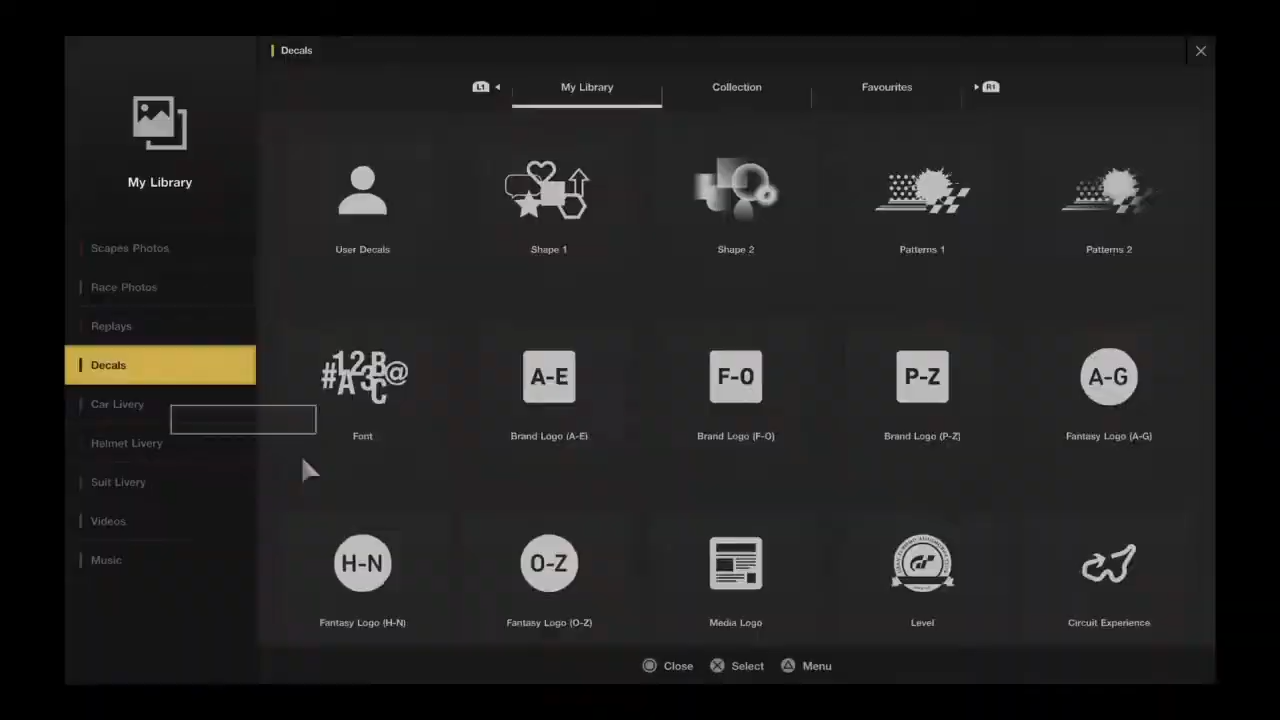 Decals
L1
My Library
Collection
Favourites
R1
My Library
User Decals
Shape 1
Shape 2
Patterns 1
Patterns 2
Scapes Photos
Race Photos
Replays
Decals
Car Livery
Helmet Livery
Suit Livery
Videos
Music
#123B@
A C
A-E
F-O
P-Z
A-G
Font
Brand Logo (A-E)
Brand Logo (F-O)
Brand Logo (P-Z)
Fantasy Logo (A-G)
H-N
O-Z
GT
Fantasy Logo (H-N)
Fantasy Logo (O-Z)
Media Logo
Level
Circuit Experience
Close
Select
Menu